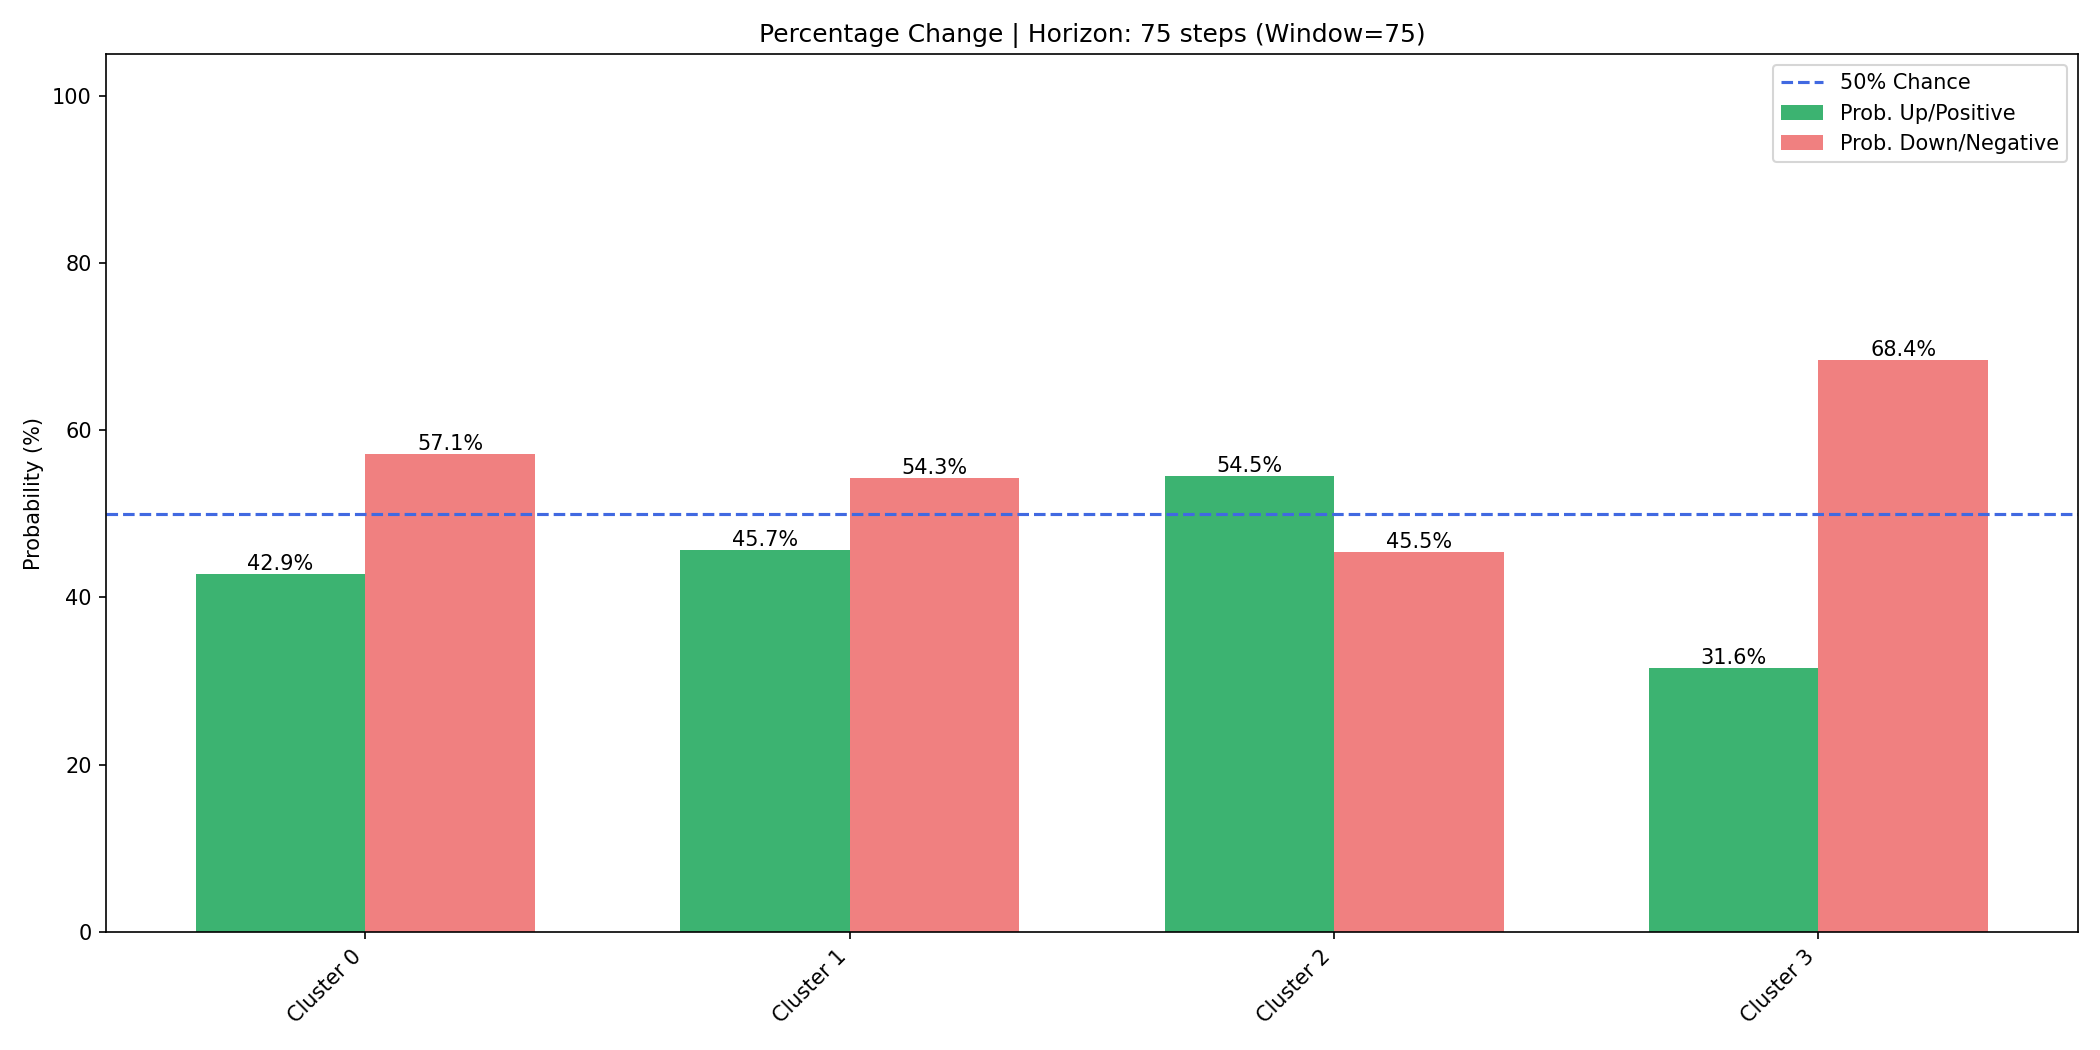 Percentage Change | Horizon: 75 steps (Window=75)
50% Chance
Prob. Up/Positive
Prob. Down/Negative
Probability (%)
100
80
60
40
20
0
42.9%
57.1%
45.7%
54.3%
54.5%
45.5%
31.6%
68.4%
Cluster 0
Cluster 1
Cluster 2
Cluster 3